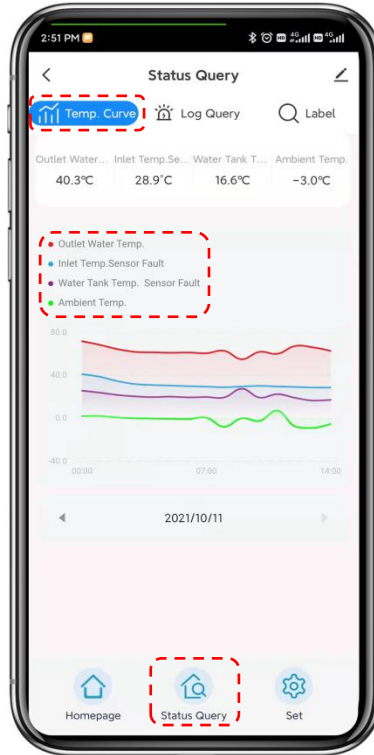 2:51 PM
Status Query
Temp. Curve
Log Query
Label
Outlet Water... Inlet Temp.Se... Water Tank T... Ambient Temp.
40.3℃ 28.9℃ 16.6℃ -3.0℃
Outlet Water Temp.
Inlet Temp.Sensor Fault
Water Tank Temp. Sensor Fault
Ambient Temp.
80.0
40.0
0.0
-40.0
00:00 07:00 14:00
2021/10/11
Homepage Status Query Set